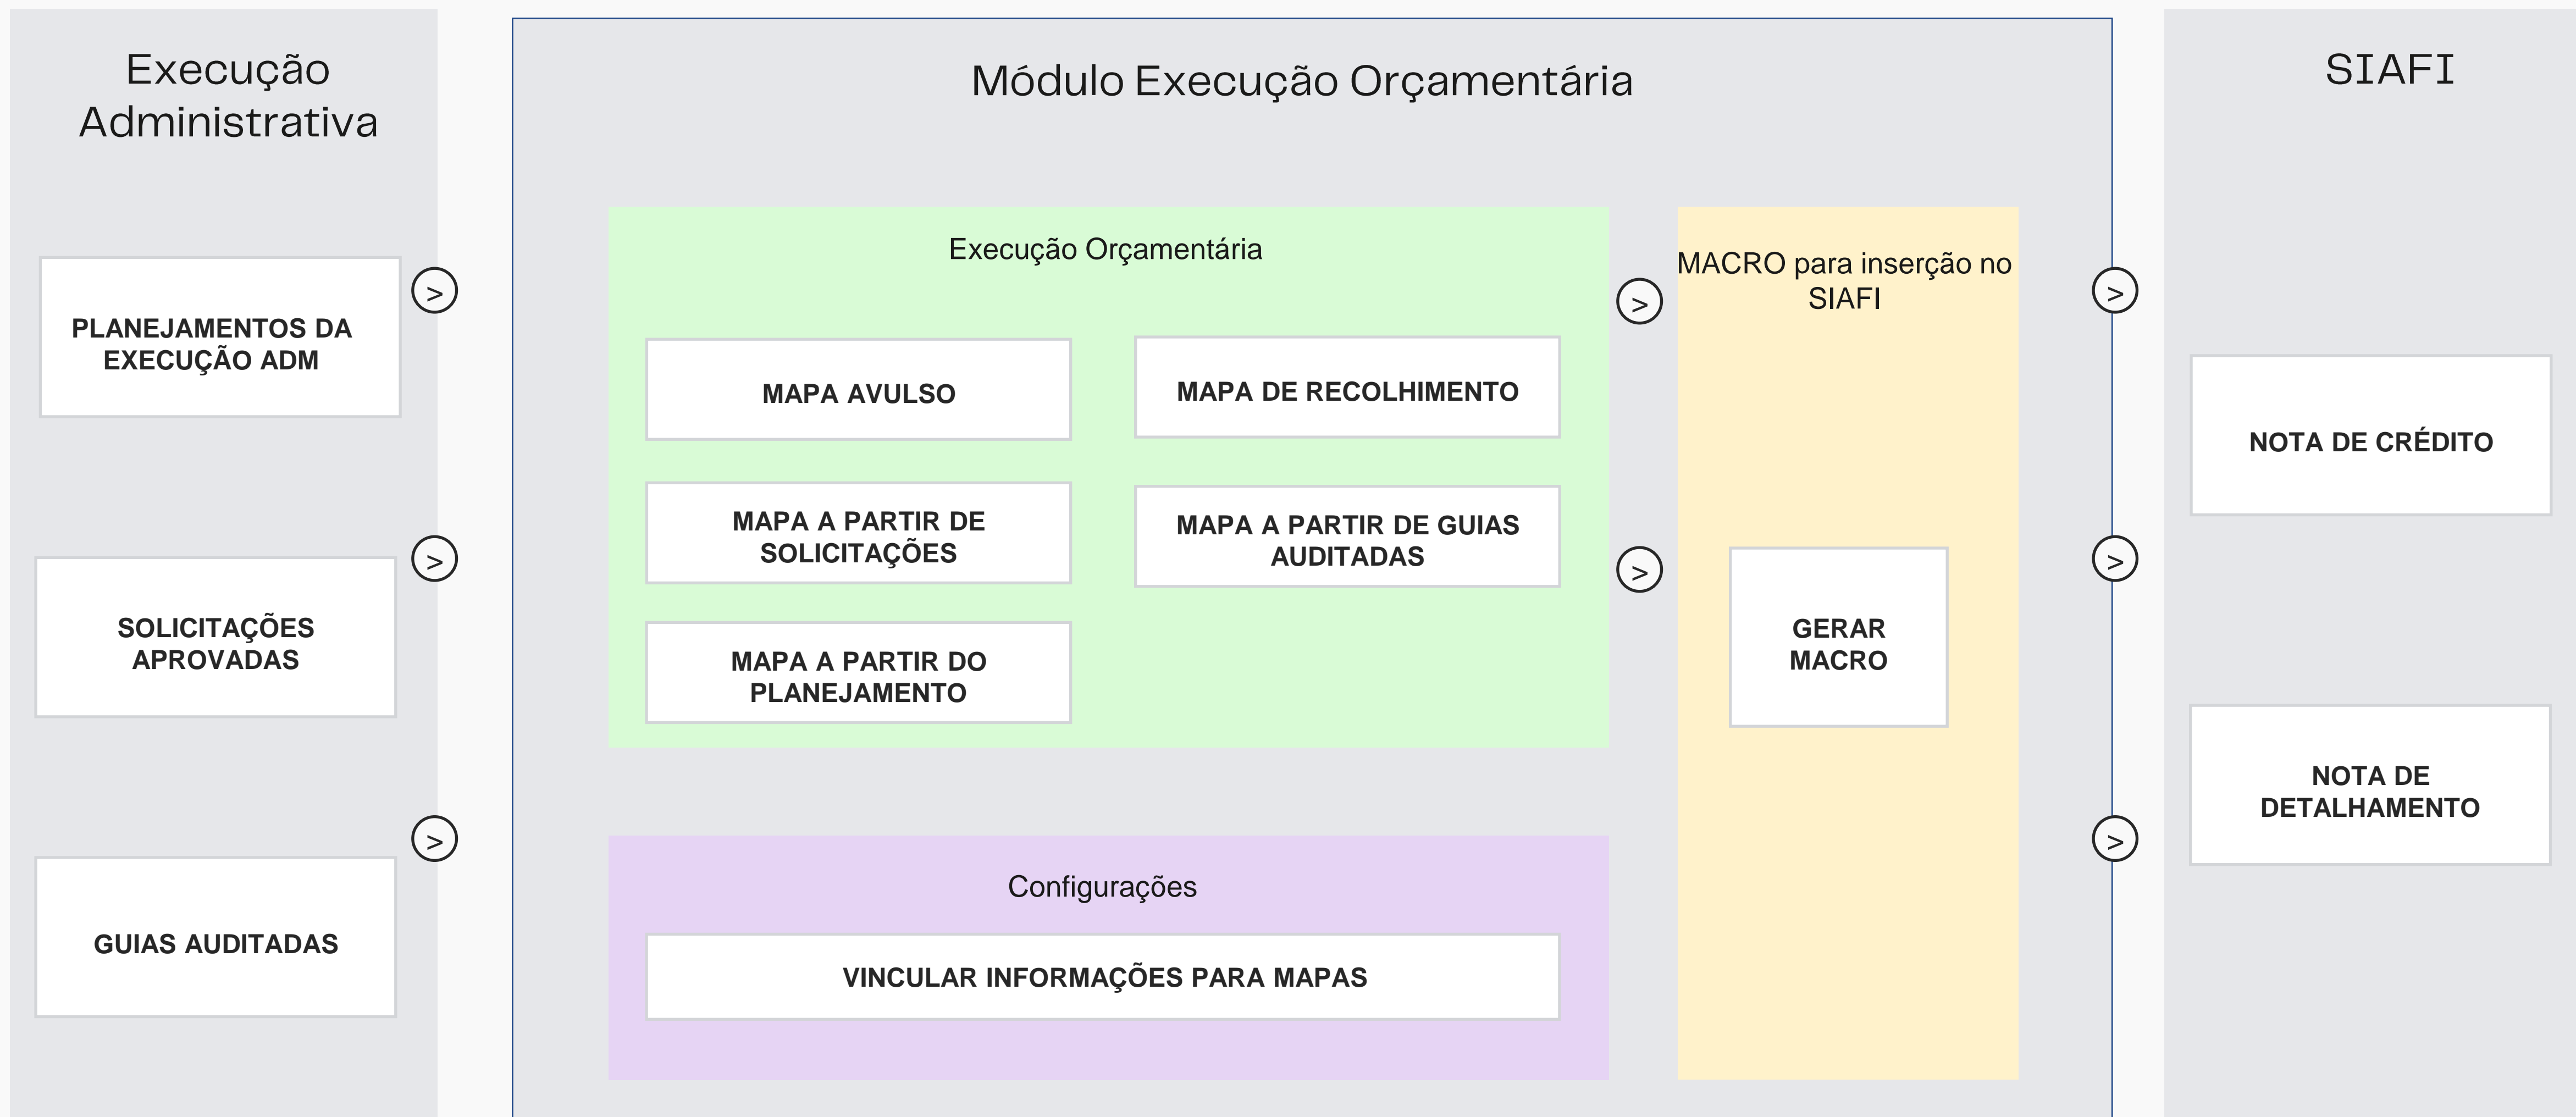 Execução
Administrativa
PLANEJAMENTOS DA
EXECUÇÃO ADM
>
SOLICITAÇÕES
APROVADAS
>
GUIAS AUDITADAS
>
Módulo Execução Orçamentária
Execução Orçamentária
MAPA AVULSO
MAPA DE RECOLHIMENTO
MAPA A PARTIR DE
SOLICITAÇÕES
MAPA A PARTIR DE GUIAS
AUDITADAS
MAPA A PARTIR DO
PLANEJAMENTO
>
>
Configurações
VINCULAR INFORMAÇÕES PARA MAPAS
MACRO para inserção no
SIAFI
GERAR
MACRO
>
>
>
SIAFI
NOTA DE CRÉDITO
NOTA DE
DETALHAMENTO